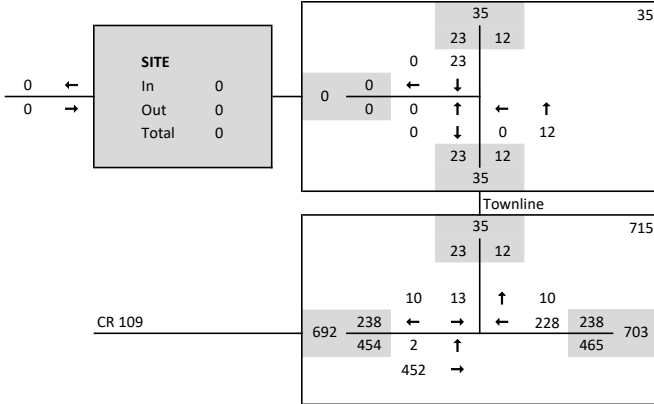 35 35
23 12
SITE 0 23
0 ← In 0 0 0 ← ↓
0 → Out 0 0 0 ↑ ← ↑
Total 0 0 ↓ 0 12
23 12
35
Townline
35 715
23 12
10 13 ↑ 10
CR 109 692 238 ← → ← 228 238 703
454 2 ↑ 465
452 →